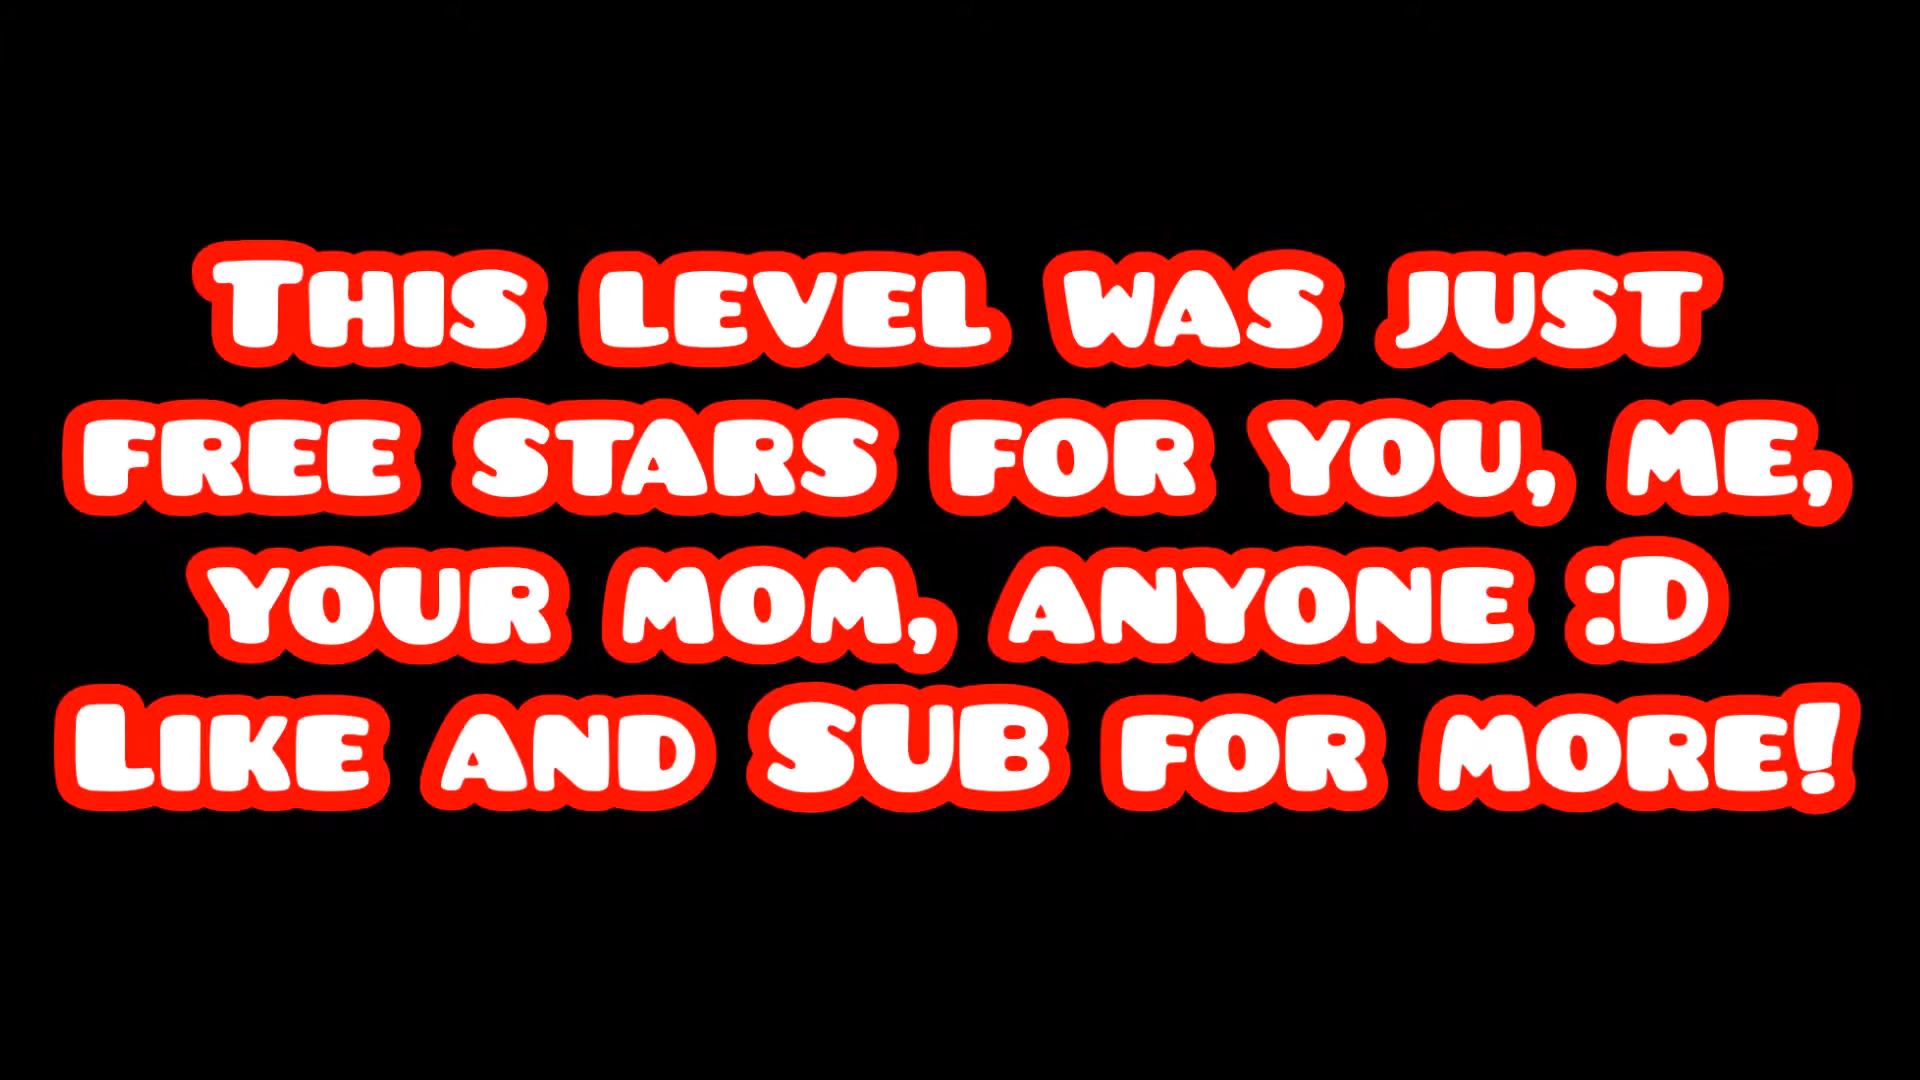 This level was just
free stars for you, me,
your mom, anyone :D
Like and SUB for more!